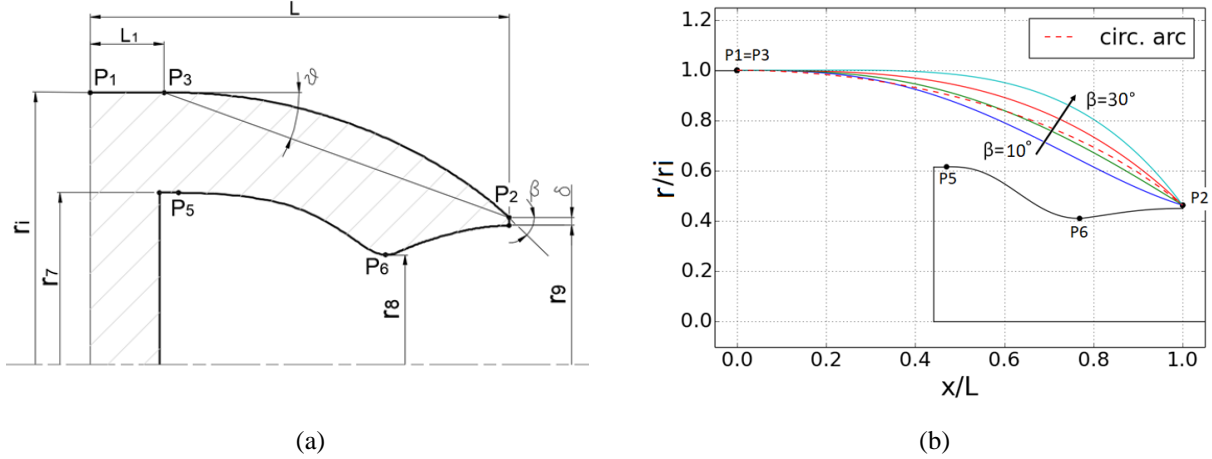 L
L1
P1
P3
ϑ
P2
β
δ
ri
r7
P5
P6
r8
r9
(a)
circ. arc
P1=P3
β=30°
β=10°
P5
P6
P2
1.2
1.0
0.8
0.6
0.4
0.2
0.0
r/ri
0.0 0.2 0.4 0.6 0.8 1.0
x/L
(b)